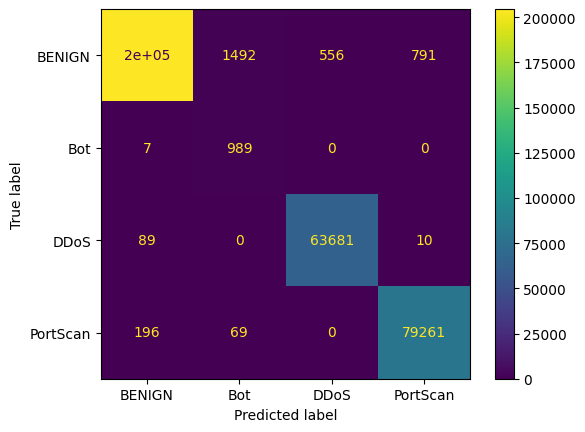 BENIGN 2e+05 1492 556 791
Bot 7 989 0 0
DDoS 89 0 63681 10
PortScan 196 69 0 79261
BENIGN Bot DDoS PortScan
Predicted label
True label
200000
175000
150000
125000
100000
75000
50000
25000
0